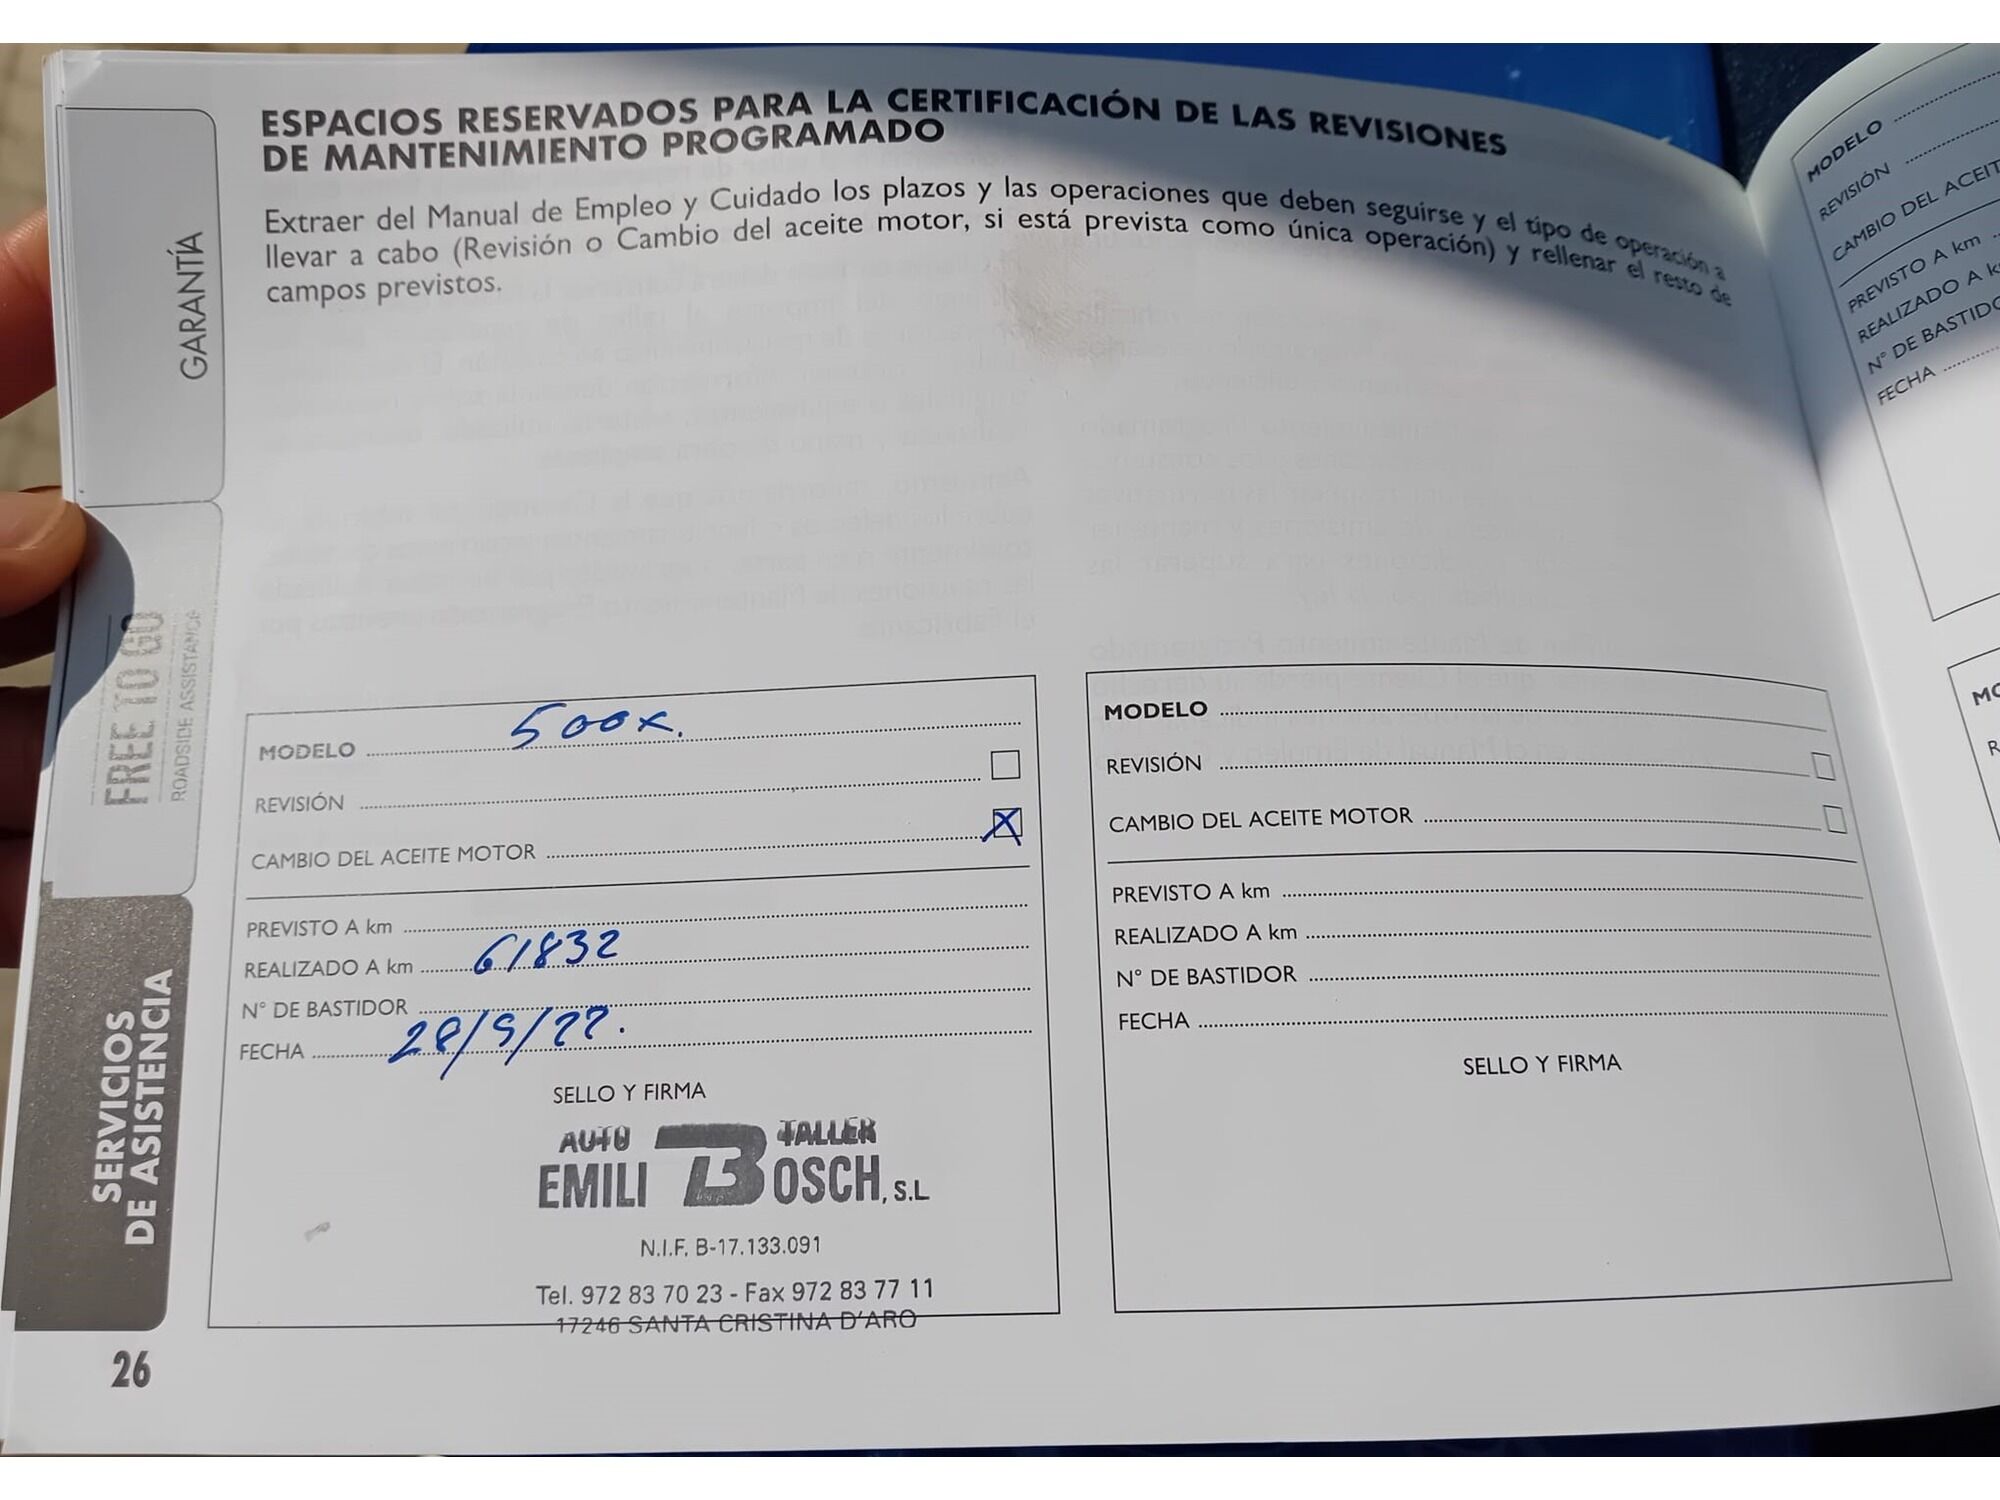 ESPACIOS RESERVADOS PARA LA CERTIFICACIÓN DE LAS REVISIONES
DE MANTENIMIENTO PROGRAMADO
Extraer del Manual de Empleo y Cuidado los plazos y las operaciones que deben seguirse y el tipo de operación a
llevar a cabo (Revisión o Cambio del aceite motor, si está prevista como única operación) y rellenar el resto de
campos previstos.
GARANTÍA
FREE TO GO
ROADSIDE ASSISTANCE
SERVICIOS
DE ASISTENCIA
MODELO 500x.
REVISIÓN
CAMBIO DEL ACEITE MOTOR X
PREVISTO A km
REALIZADO A km 61832
N° DE BASTIDOR
FECHA 28/9/22.
SELLO Y FIRMA
AUTO TALLER
EMILI BOSCH, S.L
N.I.F. B-17.133.091
Tel. 972 83 70 23 - Fax 972 83 77 11
17246 SANTA CRISTINA D'ARO
MODELO
REVISIÓN
CAMBIO DEL ACEITE MOTOR
PREVISTO A km
REALIZADO A km
N° DE BASTIDOR
FECHA
SELLO Y FIRMA
26
MODELO
REVISIÓN
CAMBIO DEL ACEIT
PREVISTO A km
REALIZADO A k
N° DE BASTIDO
FECHA
MO
R